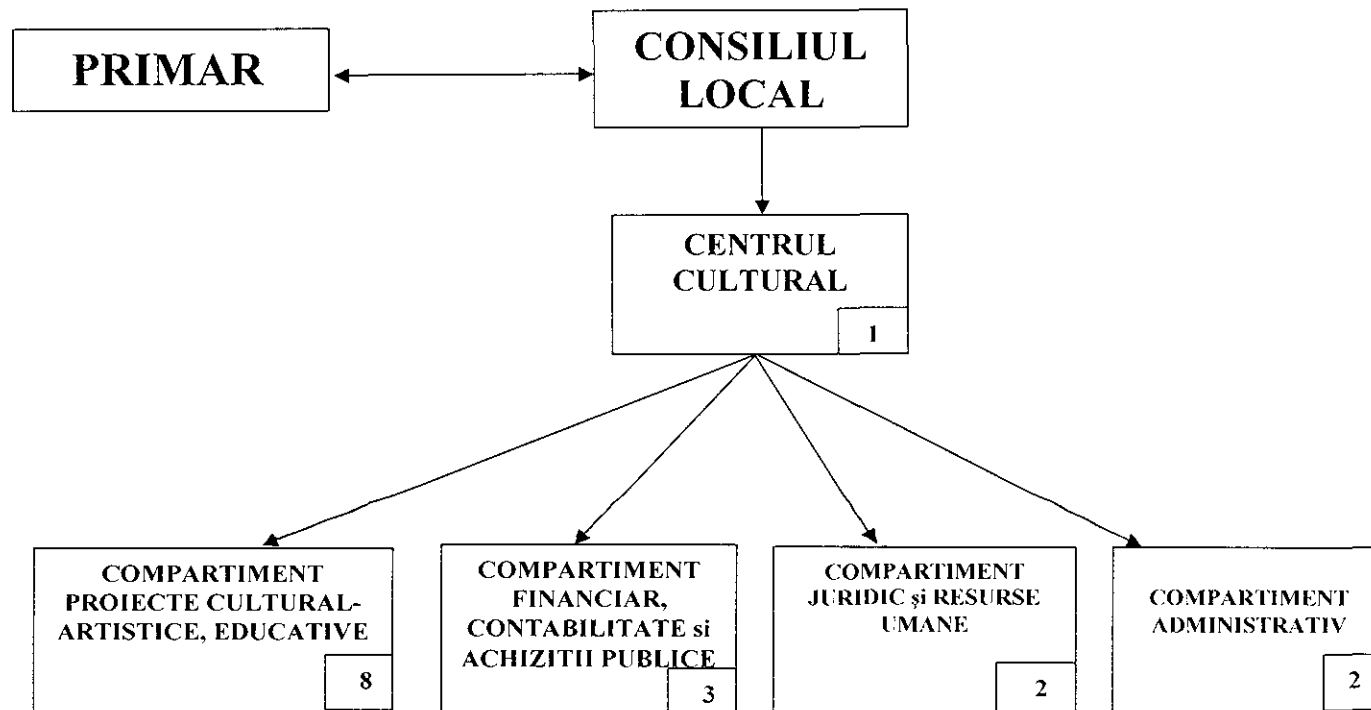 PRIMAR
CONSILIUL
LOCAL
CENTRUL
CULTURAL
1
COMPARTIMENT
PROIECTE CULTURAL-
ARTISTICE, EDUCATIVE
8
COMPARTIMENT
FINANCIAR,
CONTABILITATE si
ACHIZITII PUBLICE
3
COMPARTIMENT
JURIDIC și RESURSE
UMANE
2
COMPARTIMENT
ADMINISTRATIV
2